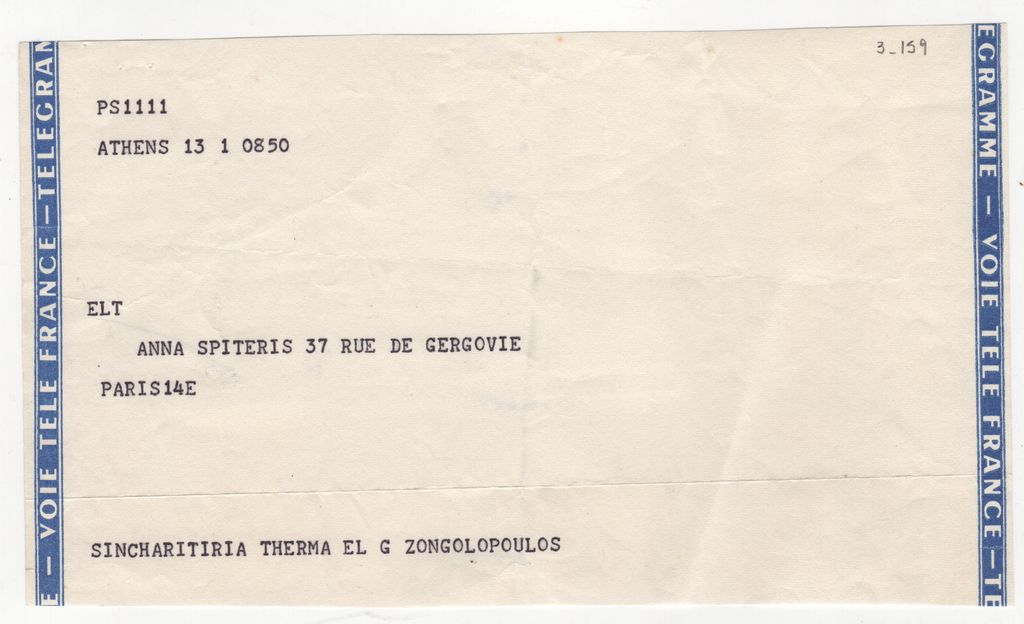 3_159
PS1111
ATHENS 13 1 0850
ELT
ANNA SPITERIS 37 RUE DE GERGOVIE
PARIS14E
SINCHARITIRIA THERMA EL G ZONGOLOPOULOS
E — VOIE TELE FRANCE — TELEGRAM
EGRAMME — VOIE TELE FRANCE — TE